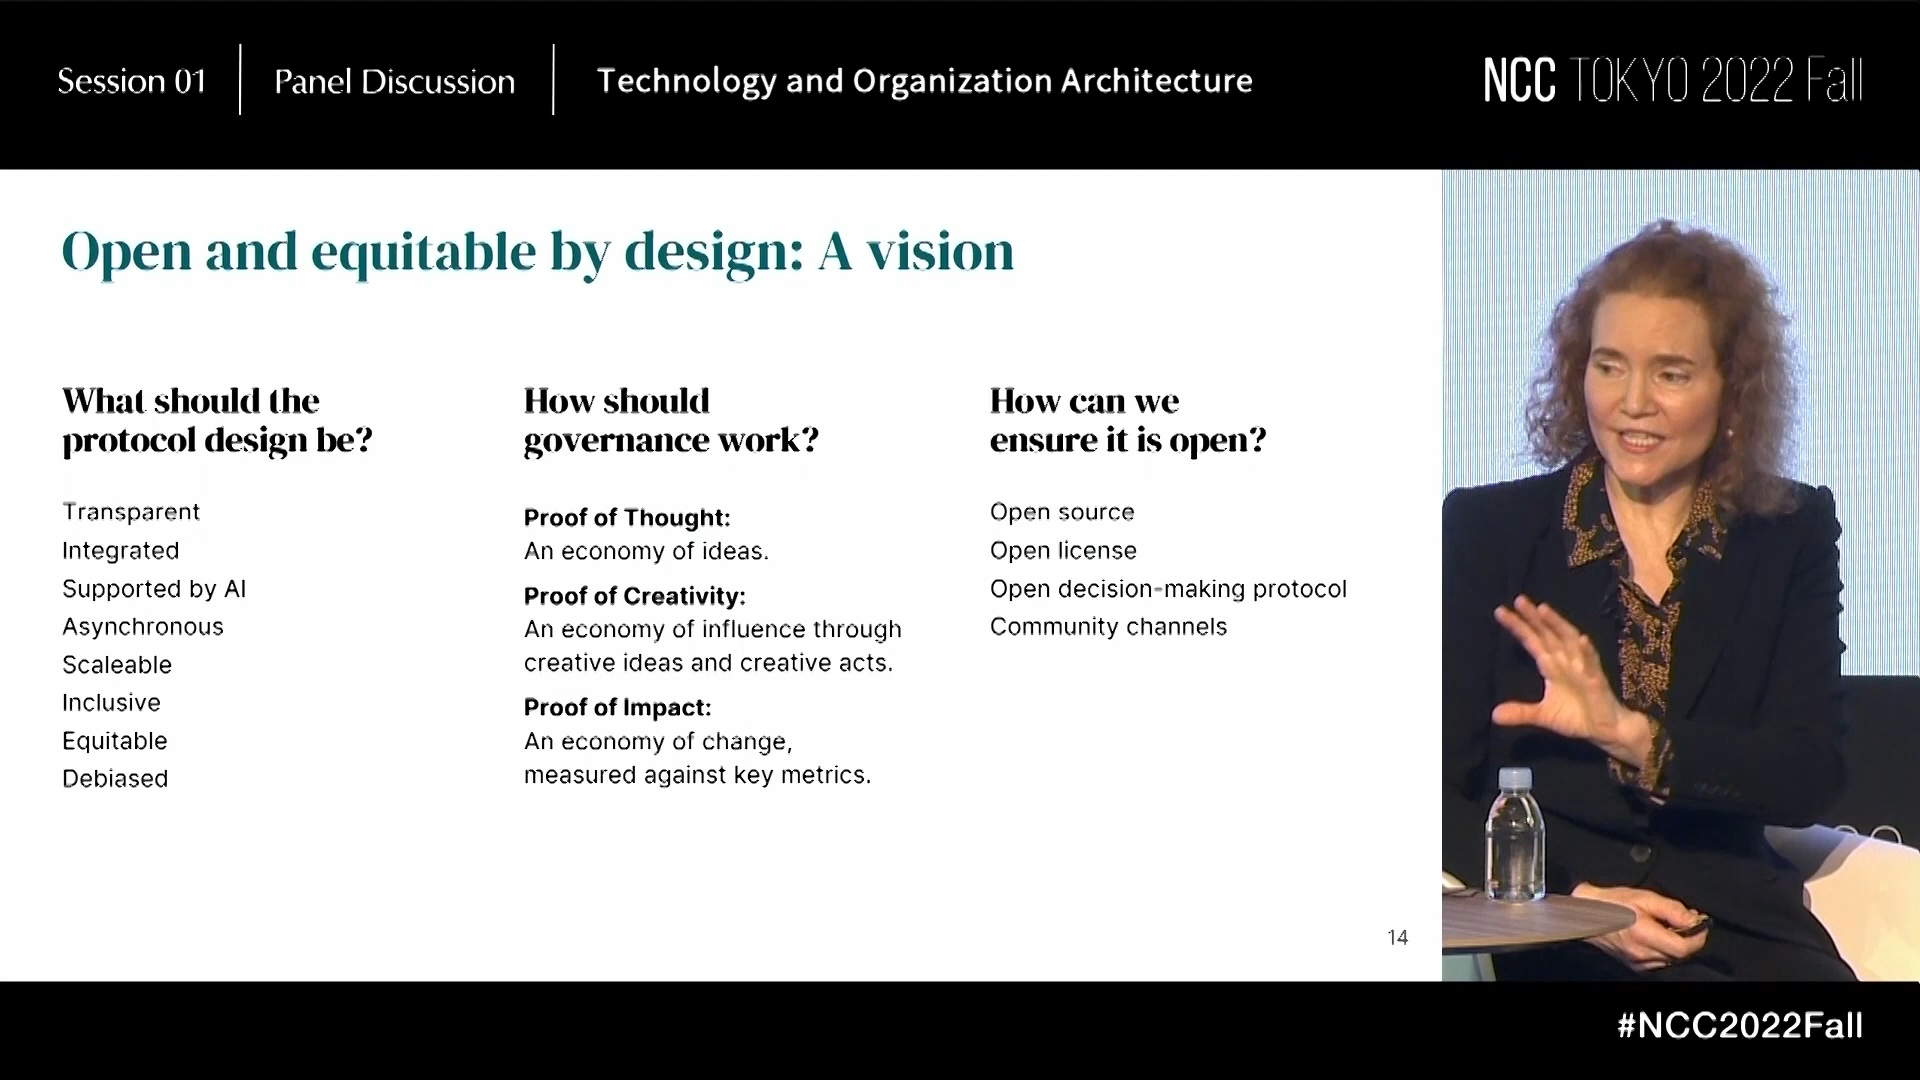 Session 01
Panel Discussion
Technology and Organization Architecture
NCC TOKYO 2022 Fall
Open and equitable by design: A vision
What should the
protocol design be?
Transparent
Integrated
Supported by AI
Asynchronous
Scaleable
Inclusive
Equitable
Debiased
How should
governance work?
Proof of Thought:
An economy of ideas.
Proof of Creativity:
An economy of influence through
creative ideas and creative acts.
Proof of Impact:
An economy of change,
measured against key metrics.
How can we
ensure it is open?
Open source
Open license
Open decision-making protocol
Community channels
14
#NCC2022Fall